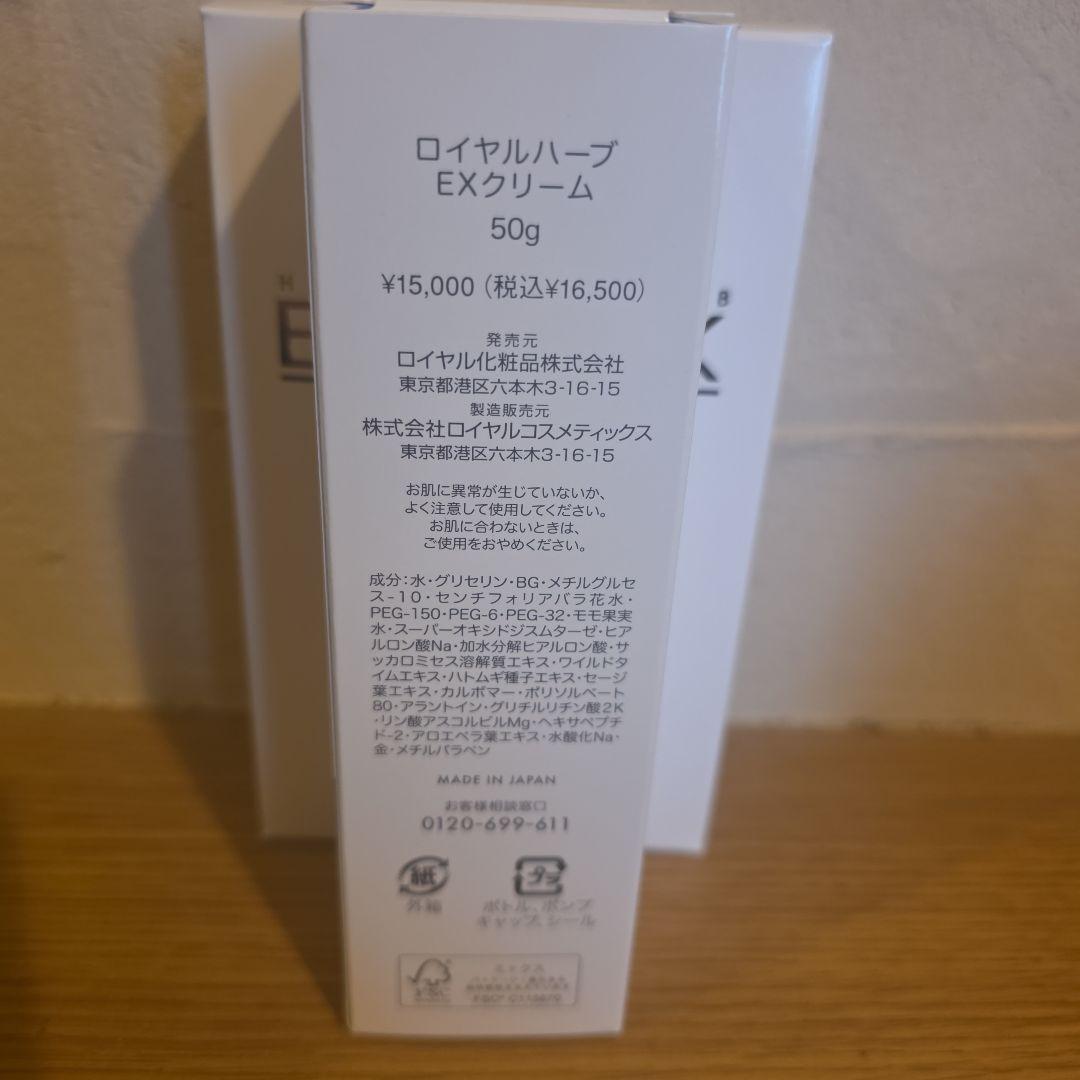 ロイヤルハーブ
EXクリーム
50g
¥15,000（税込¥16,500）
発売元
ロイヤル化粧品株式会社
東京都港区六本木3-16-15
製造販売元
株式会社ロイヤルコスメティックス
東京都港区六本木3-16-15
お肌に異常が生じていないか、
よく注意して使用してください。
お肌に合わないときは、
ご使用をおやめください。
成分：水・グリセリン・BG・メチルグルセ
ス-10・センチフォリアバラ花水・
PEG-150・PEG-6・PEG-32・モモ果実
水・スーパーオキシドジスムターゼ・ヒア
ルロン酸Na・加水分解ヒアルロン酸・サ
ッカロミセス溶解質エキス・ワイルドタ
イムエキス・ハトムギ種子エキス・セージ
葉エキス・カルボマー・ポリソルベート
80・アラントイン・グリチルリチン酸2K
・リン酸アスコルビルMg・ヘキサペプチ
ド-2・アロエベラ葉エキス・水酸化Na・
金・メチルパラベン
MADE IN JAPAN
お客様相談窓口
0120-699-611
紙
外箱
プラ
ボトル、ポンプ
キャップ、シール
ミックス
H
B
E
X